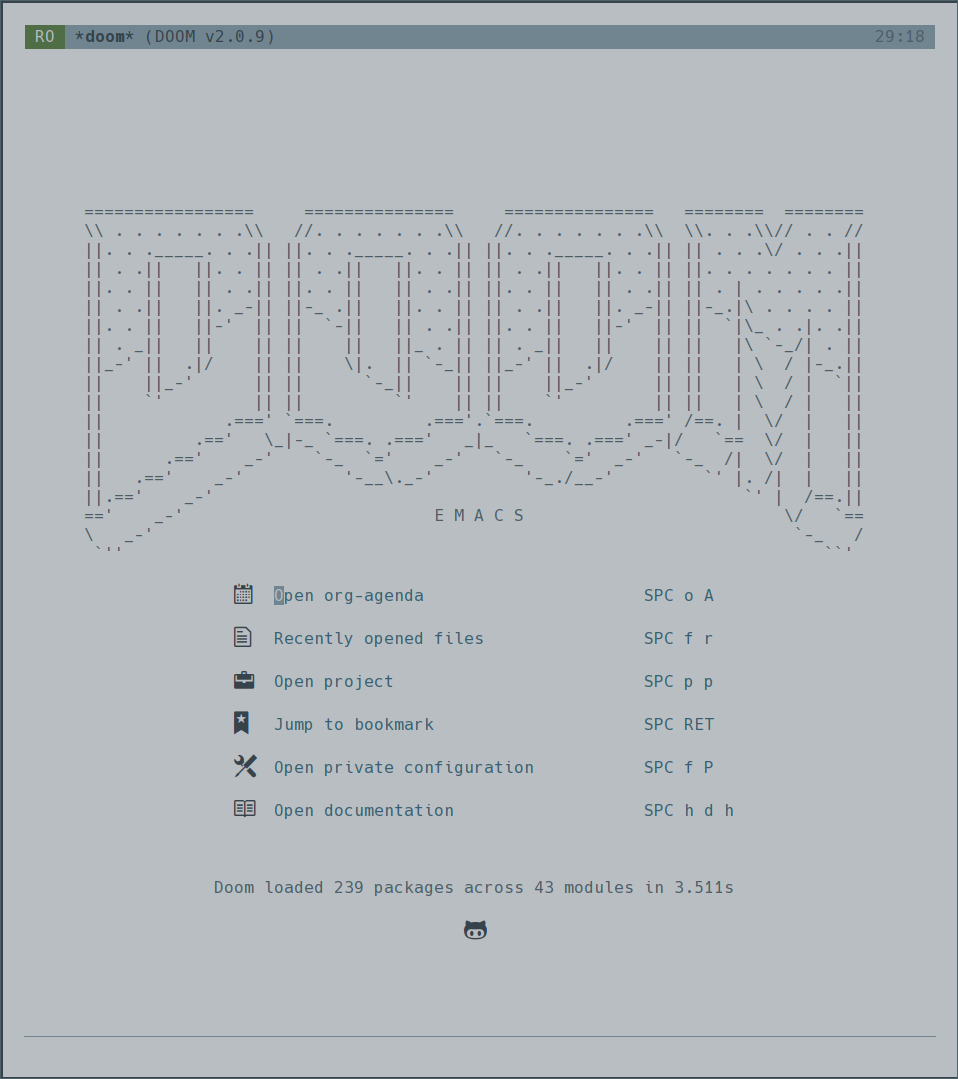 RO *doom* (DOOM v2.0.9) 29:18
E M A C S
Open org-agenda SPC o A
Recently opened files SPC f r
Open project SPC p p
Jump to bookmark SPC RET
Open private configuration SPC f P
Open documentation SPC h d h
Doom loaded 239 packages across 43 modules in 3.511s